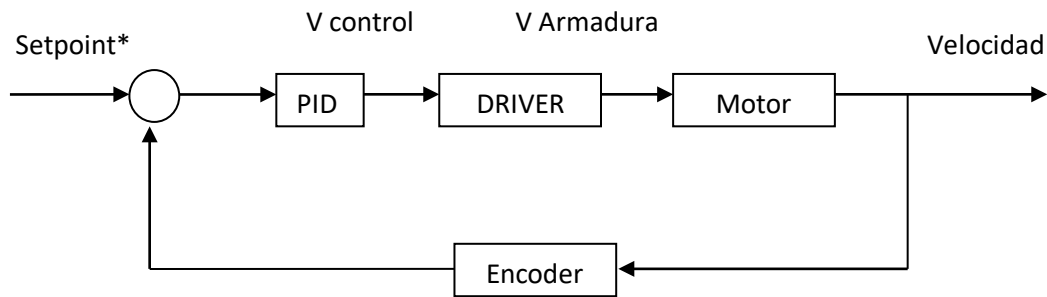 V control
V Armadura
Setpoint*
Velocidad
PID
DRIVER
Motor
Encoder